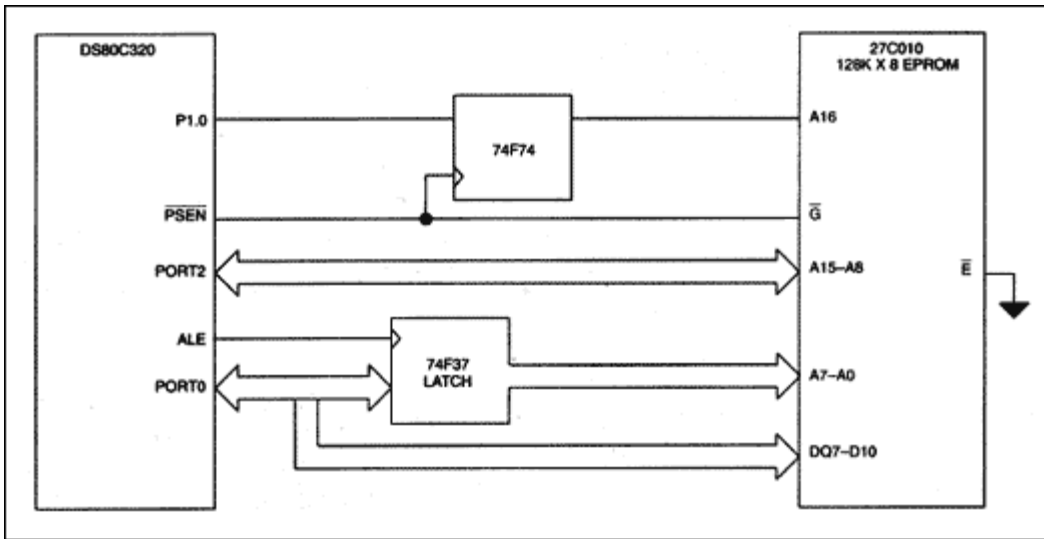 DS80C320
27C010
128K X 8 EPROM
P1.0
74F74
A16
PSEN
G
PORT2
A15–A8
E
ALE
74F37
LATCH
PORT0
A7–A0
DQ7–D10